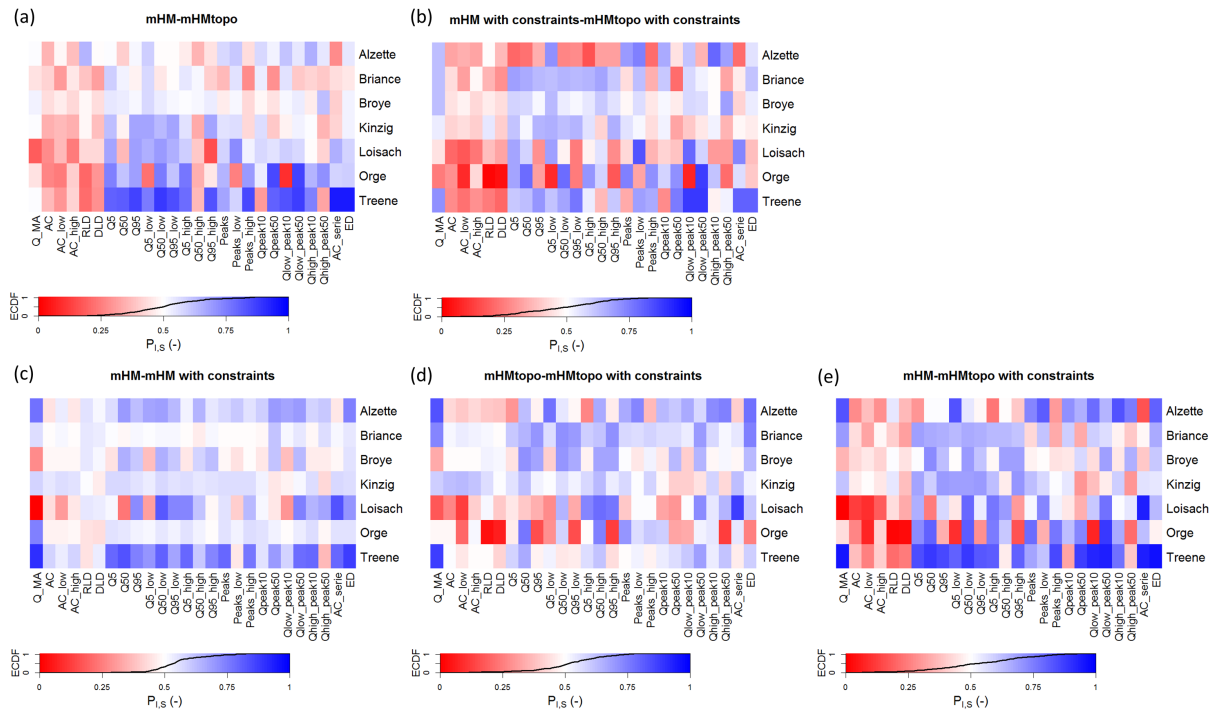 (a)
mHM-mHMtopo
Alzette
Briance
Broye
Kinzig
Loisach
Orge
Treene
Q_MA
AC
AC_low
AC_high
RLD
DLD
Q5
Q50
Q95
Q5_low
Q50_low
Q95_low
Q5_high
Q50_high
Q95_high
Peaks
Peaks_low
Peaks_high
Qpeak10
Qpeak50
Qlow_peak10
Qlow_peak50
Qhigh_peak10
Qhigh_peak50
AC_serie
ED
ECDF
0 1
0 0.25 0.5 0.75 1
PI,S (-)
(b)
mHM with constraints-mHMtopo with constraints
Alzette
Briance
Broye
Kinzig
Loisach
Orge
Treene
Q_MA
AC
AC_low
AC_high
RLD
DLD
Q5
Q50
Q95
Q5_low
Q50_low
Q95_low
Q5_high
Q50_high
Q95_high
Peaks
Peaks_low
Peaks_high
Qpeak10
Qpeak50
Qlow_peak10
Qlow_peak50
Qhigh_peak10
Qhigh_peak50
AC_serie
ED
ECDF
0 1
0 0.25 0.5 0.75 1
PI,S (-)
(c)
mHM-mHM with constraints
Alzette
Briance
Broye
Kinzig
Loisach
Orge
Treene
Q_MA
AC
AC_low
AC_high
RLD
DLD
Q5
Q50
Q95
Q5_low
Q50_low
Q95_low
Q5_high
Q50_high
Q95_high
Peaks
Peaks_low
Peaks_high
Qpeak10
Qpeak50
Qlow_peak10
Qlow_peak50
Qhigh_peak10
Qhigh_peak50
AC_serie
ED
ECDF
0 1
0 0.25 0.5 0.75 1
PI,S (-)
(d)
mHMtopo-mHMtopo with constraints
Alzette
Briance
Broye
Kinzig
Loisach
Orge
Treene
Q_MA
AC
AC_low
AC_high
RLD
DLD
Q5
Q50
Q95
Q5_low
Q50_low
Q95_low
Q5_high
Q50_high
Q95_high
Peaks
Peaks_low
Peaks_high
Qpeak10
Qpeak50
Qlow_peak10
Qlow_peak50
Qhigh_peak10
Qhigh_peak50
AC_serie
ED
ECDF
0 1
0 0.25 0.5 0.75 1
PI,S (-)
(e)
mHM-mHMtopo with constraints
Alzette
Briance
Broye
Kinzig
Loisach
Orge
Treene
Q_MA
AC
AC_low
AC_high
RLD
DLD
Q5
Q50
Q95
Q5_low
Q50_low
Q95_low
Q5_high
Q50_high
Q95_high
Peaks
Peaks_low
Peaks_high
Qpeak10
Qpeak50
Qlow_peak10
Qlow_peak50
Qhigh_peak10
Qhigh_peak50
AC_serie
ED
ECDF
0 1
0 0.25 0.5 0.75 1
PI,S (-)